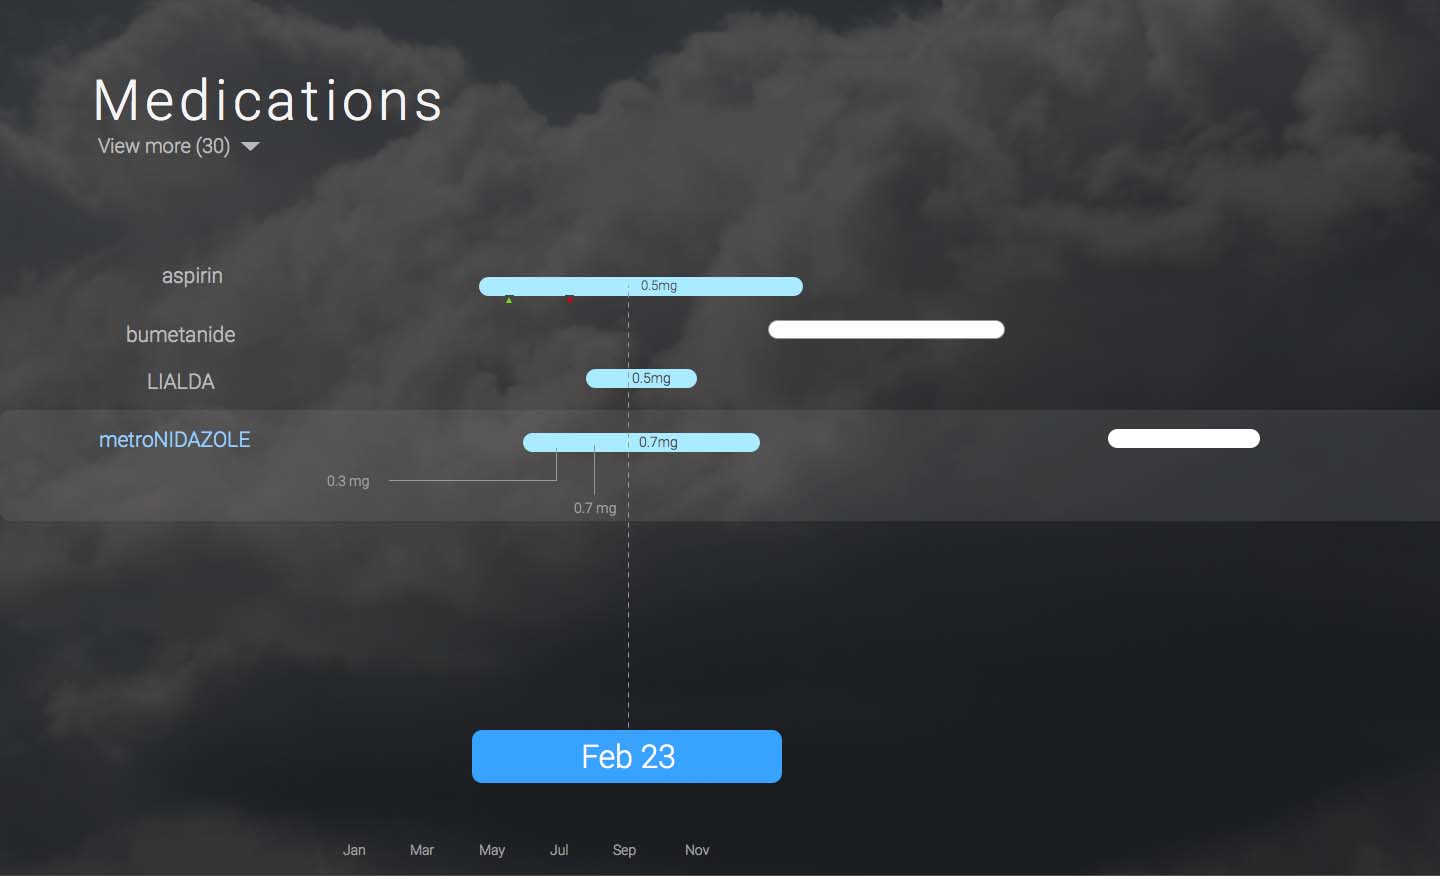 Medications
View more (30)
aspirin
0.5mg
bumetanide
LIALDA
0.5mg
metroNIDAZOLE
0.7mg
0.3 mg
0.7 mg
Feb 23
Jan Mar May Jul Sep Nov